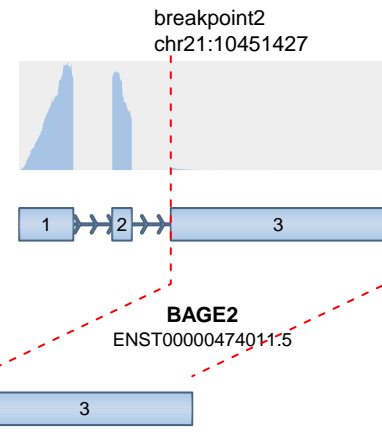 breakpoint2
chr21:10451427
1 2 3
BAGE2
ENST00000474011.5
3